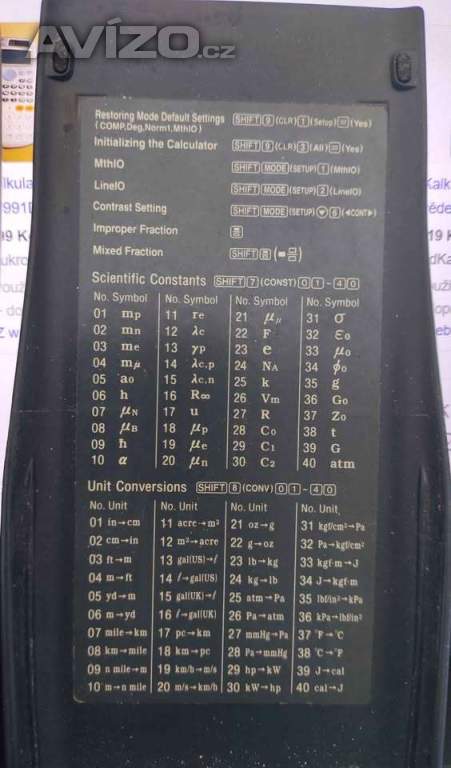 AVÍZO.cz
Restoring Mode Default Settings SHIFT 9 (CLR) 1 (Setup) = (Yes)
(COMP,Deg,Norm1,MthIO)
Initializing the Calculator SHIFT 9 (CLR) 3 (All) = (Yes)
MthIO SHIFT MODE (SETUP) 1 (MthIO)
LineIO SHIFT MODE (SETUP) 2 (LineIO)
Contrast Setting SHIFT MODE (SETUP) ▼ 6 (◄CONT►)
Improper Fraction
Mixed Fraction SHIFT
Scientific Constants SHIFT 7 (CONST) 0 1 - 4 0
No. Symbol No. Symbol No. Symbol No. Symbol
01 mp 11 re 21 μμ 31 σ
02 mn 12 λc 22 F 32 ε0
03 me 13 γp 23 e 33 μ0
04 mμ 14 λc,p 24 NA 34 ϕ0
05 a0 15 λc,n 25 k 35 g
06 h 16 R∞ 26 Vm 36 G0
07 μN 17 u 27 R 37 Z0
08 μB 18 μp 28 C0 38 t
09 ħ 19 μe 29 C1 39 G
10 α 20 μn 30 C2 40 atm
Unit Conversions SHIFT 8 (CONV) 0 1 - 4 0
No. Unit No. Unit No. Unit No. Unit
01 in→cm 11 acre→m² 21 oz→g 31 kgf/cm²→Pa
02 cm→in 12 m²→acre 22 g→oz 32 Pa→kgf/cm²
03 ft→m 13 gal(US)→ℓ 23 lb→kg 33 kgf·m→J
04 m→ft 14 ℓ→gal(US) 24 kg→lb 34 J→kgf·m
05 yd→m 15 gal(UK)→ℓ 25 atm→Pa 35 lbf/in²→kPa
06 m→yd 16 ℓ→gal(UK) 26 Pa→atm 36 kPa→lbf/in²
07 mile→km 17 pc→km 27 mmHg→Pa 37 °F→°C
08 km→mile 18 km→pc 28 Pa→mmHg 38 °C→°F
09 n mile→m 19 km/h→m/s 29 hp→kW 39 J→cal
10 m→n mile 20 m/s→km/h 30 kW→hp 40 cal→J